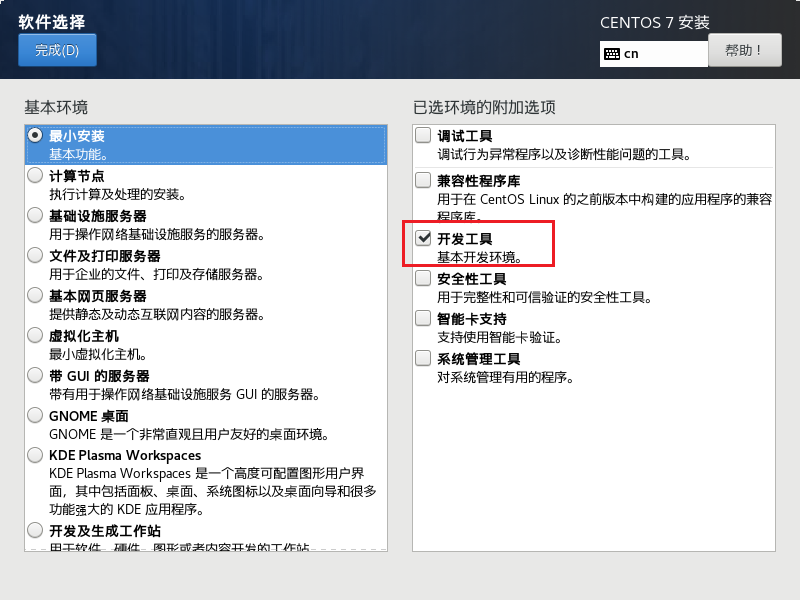 软件选择
完成(D)
CENTOS 7 安装
cn
帮助！
基本环境
最小安装
基本功能。
计算节点
执行计算及处理的安装。
基础设施服务器
用于操作网络基础设施服务的服务器。
文件及打印服务器
用于企业的文件、打印及存储服务器。
基本网页服务器
提供静态及动态互联网内容的服务器。
虚拟化主机
最小虚拟化主机。
带 GUI 的服务器
带有用于操作网络基础设施服务 GUI 的服务器。
GNOME 桌面
GNOME 是一个非常直观且用户友好的桌面环境。
KDE Plasma Workspaces
KDE Plasma Workspaces 是一个高度可配置图形用户界
面，其中包括面板、桌面、系统图标以及桌面向导和很多
功能强大的 KDE 应用程序。
开发及生成工作站
用于软件、硬件、图形或者内容开发的工作站
已选环境的附加选项
调试工具
调试行为异常程序以及诊断性能问题的工具。
兼容性程序库
用于在 CentOS Linux 的之前版本中构建的应用程序的兼容
程序库。
开发工具
基本开发环境。
安全性工具
用于完整性和可信验证的安全性工具。
智能卡支持
支持使用智能卡验证。
系统管理工具
对系统管理有用的程序。